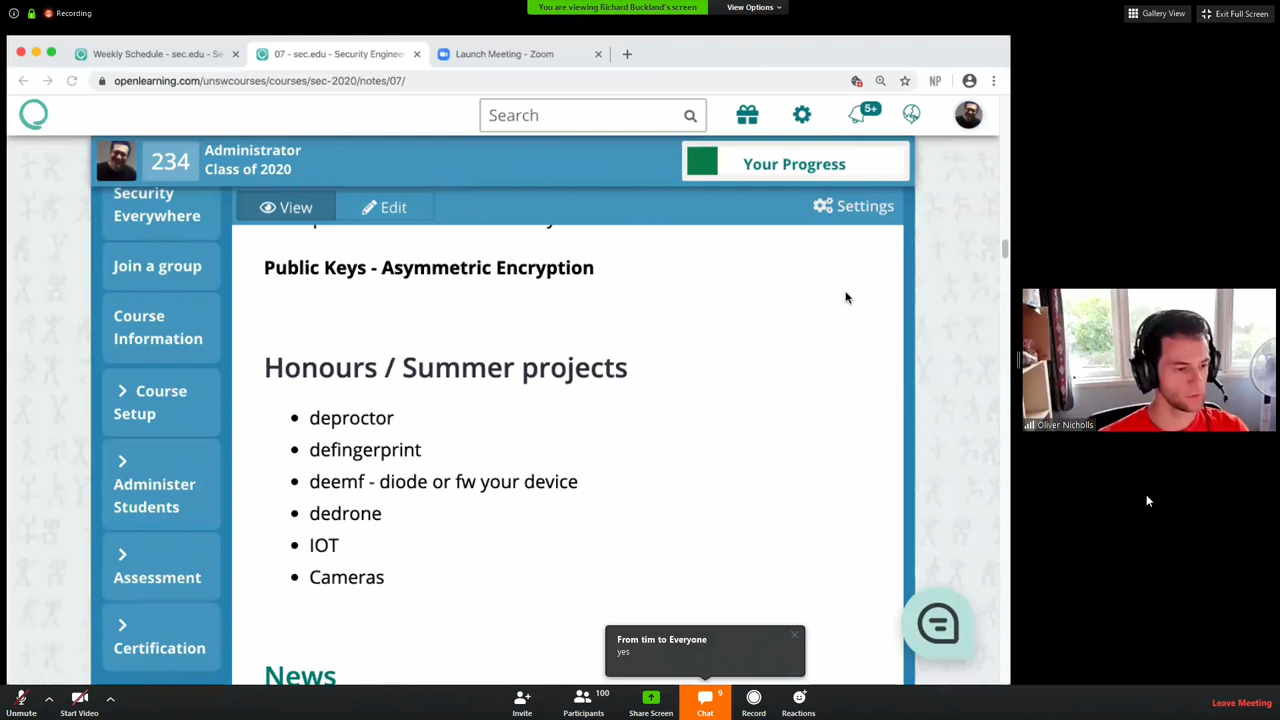 Recording
You are viewing Richard Buckland's screen
View Options
Gallery View
Exit Full Screen
Weekly Schedule - sec.edu - Se
07 - sec.edu - Security Enginee
Launch Meeting - Zoom
openlearning.com/unswcourses/courses/sec-2020/notes/07/
NP
Search
5+
234
Administrator
Class of 2020
Your Progress
Security
Everywhere
View
Edit
Settings
Public Keys - Asymmetric Encryption
Join a group
Course
Information
Honours / Summer projects
Course
Setup
• deproctor
• defingerprint
• deemf - diode or fw your device
• dedrone
• IOT
• Cameras
Administer
Students
Assessment
Certification
Oliver Nicholls
From tim to Everyone
yes
News
Unmute
Start Video
Invite
100
Participants
Share Screen
9
Chat
Record
Reactions
Leave Meeting